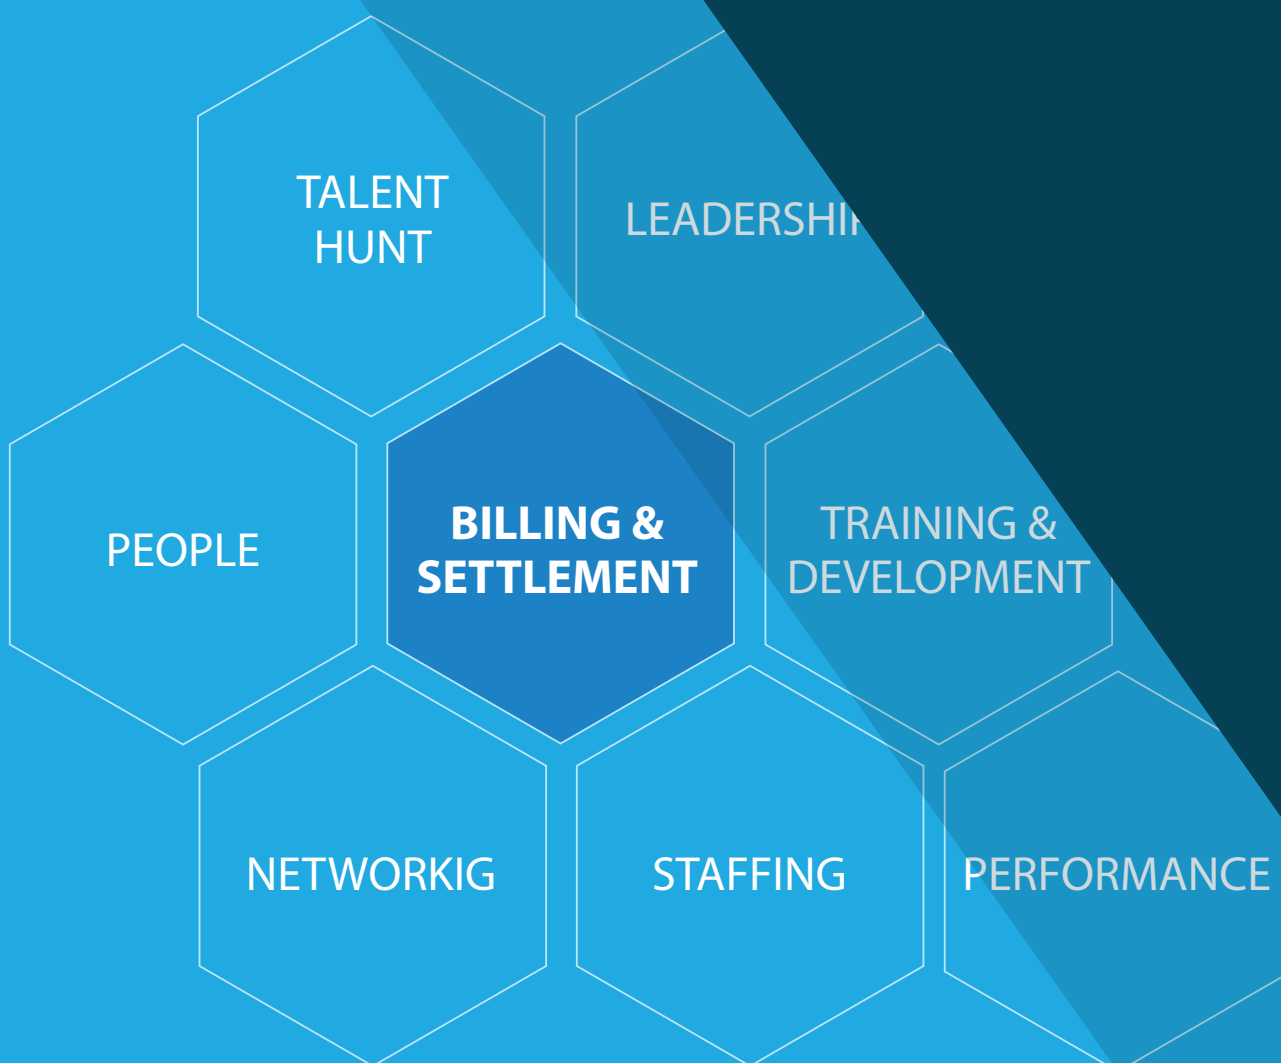 TALENT
HUNT
LEADERSHIP
PEOPLE
BILLING &
SETTLEMENT
TRAINING &
DEVELOPMENT
NETWORKIG
STAFFING
PERFORMANCE